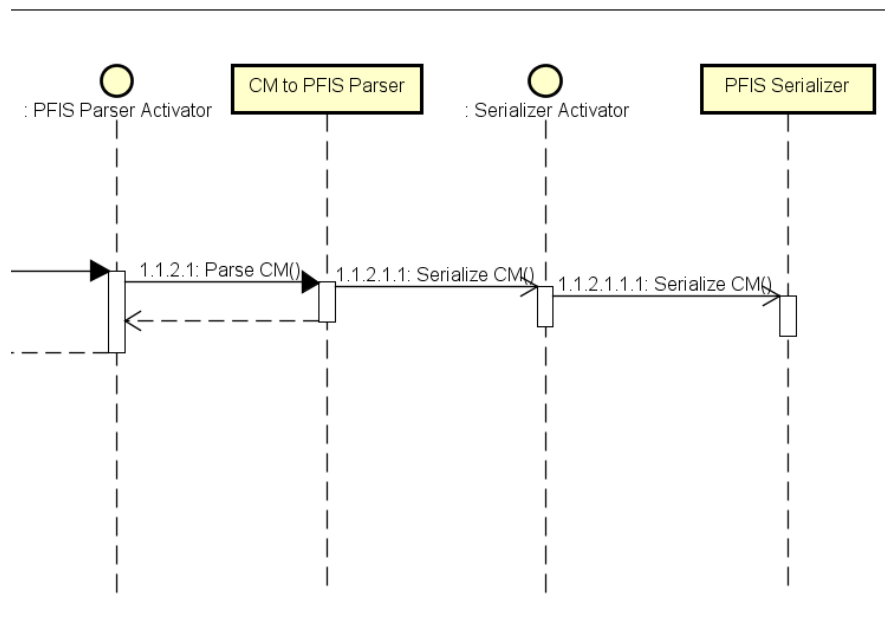 CM to PFIS Parser
PFIS Serializer
: PFIS Parser Activator
: Serializer Activator
1.1.2.1: Parse CM()
1.1.2.1.1: Serialize CM()
1.1.2.1.1.1: Serialize CM()